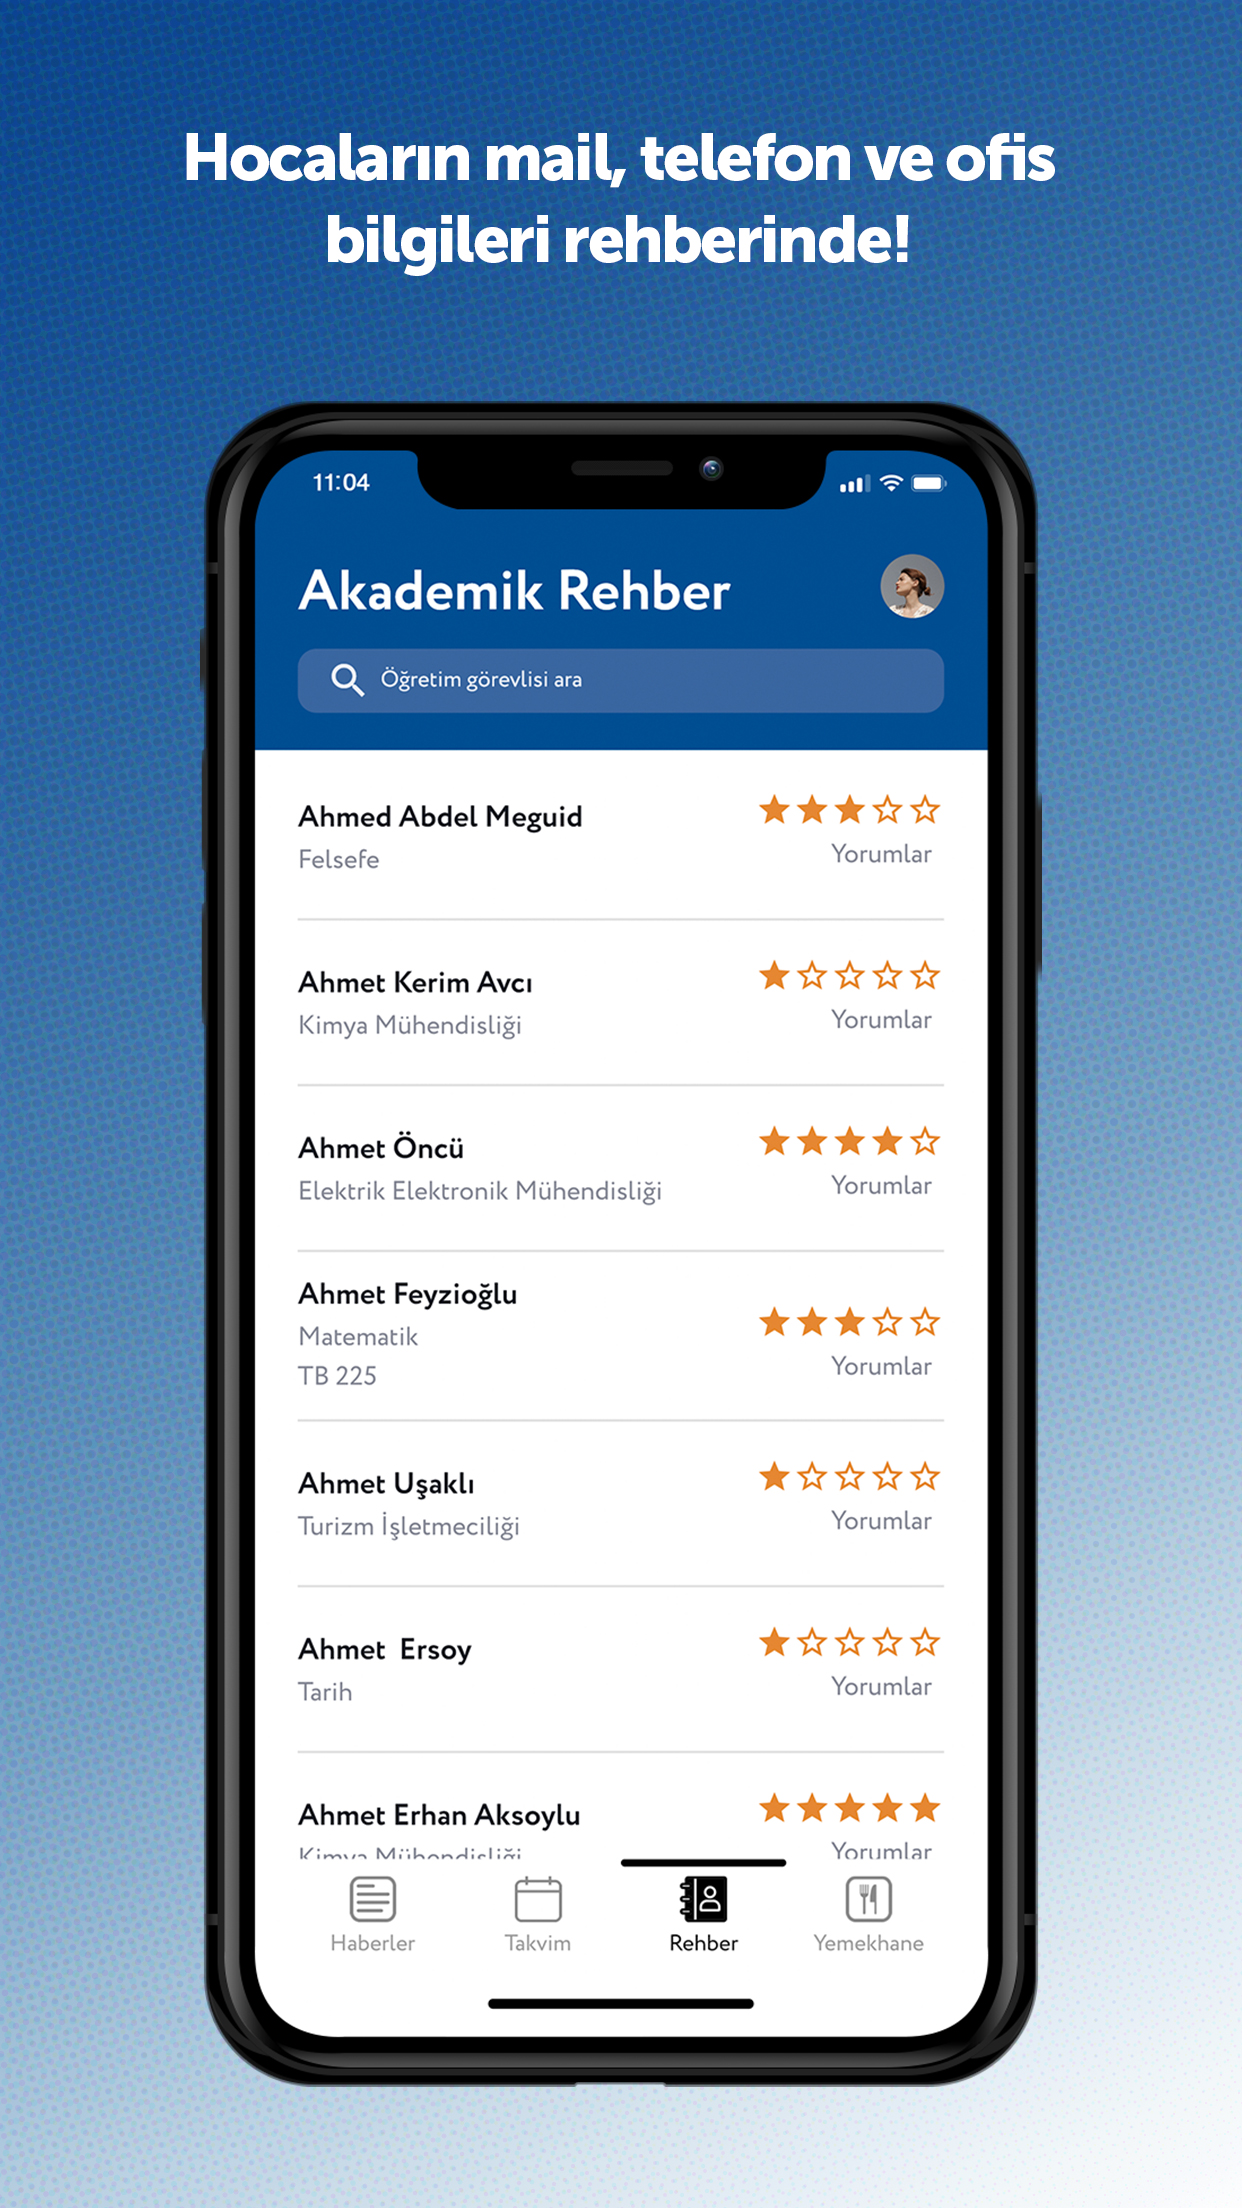 Hocaların mail, telefon ve ofis
bilgileri rehberinde!
11:04
Akademik Rehber
Öğretim görevlisi ara
Ahmed Abdel Meguid
Felsefe
Yorumlar
Ahmet Kerim Avcı
Kimya Mühendisliği
Yorumlar
Ahmet Öncü
Elektrik Elektronik Mühendisliği
Yorumlar
Ahmet Feyzioğlu
Matematik
TB 225
Yorumlar
Ahmet Uşaklı
Turizm İşletmeciliği
Yorumlar
Ahmet  Ersoy
Tarih
Yorumlar
Ahmet Erhan Aksoylu
Kimya Mühendisliği
Yorumlar
Haberler
Takvim
Rehber
Yemekhane